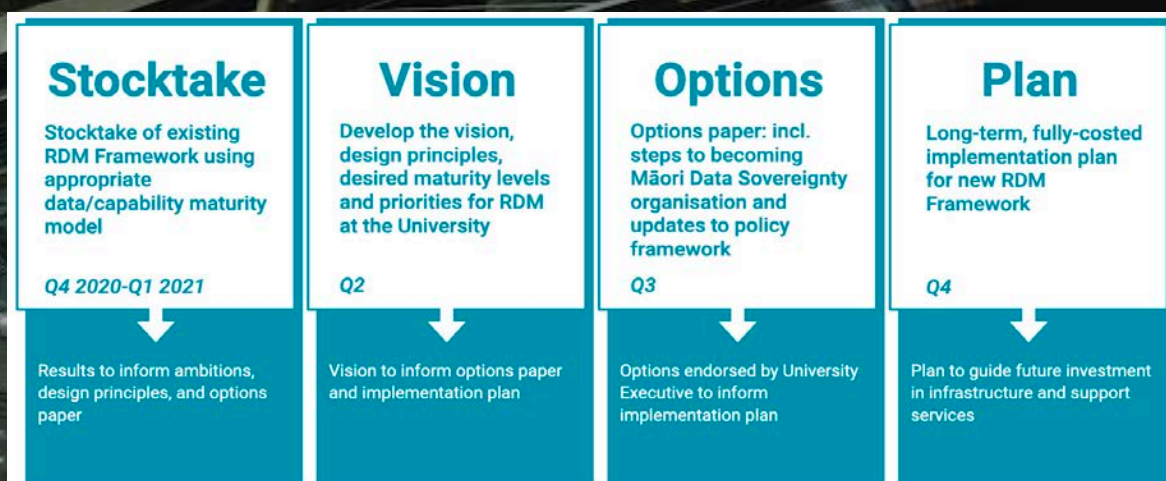 Stocktake
Stocktake of existing
RDM Framework using
appropriate
data/capability maturity
model
Q4 2020-Q1 2021
Results to inform ambitions,
design principles, and options
paper
Vision
Develop the vision,
design principles,
desired maturity levels
and priorities for RDM
at the University
Q2
Vision to inform options paper
and implementation plan
Options
Options paper: incl.
steps to becoming
Māori Data Sovereignty
organisation and
updates to policy
framework
Q3
Options endorsed by University
Executive to inform
implementation plan
Plan
Long-term, fully-costed
implementation plan
for new RDM
Framework
Q4
Plan to guide future investment
in infrastructure and support
services